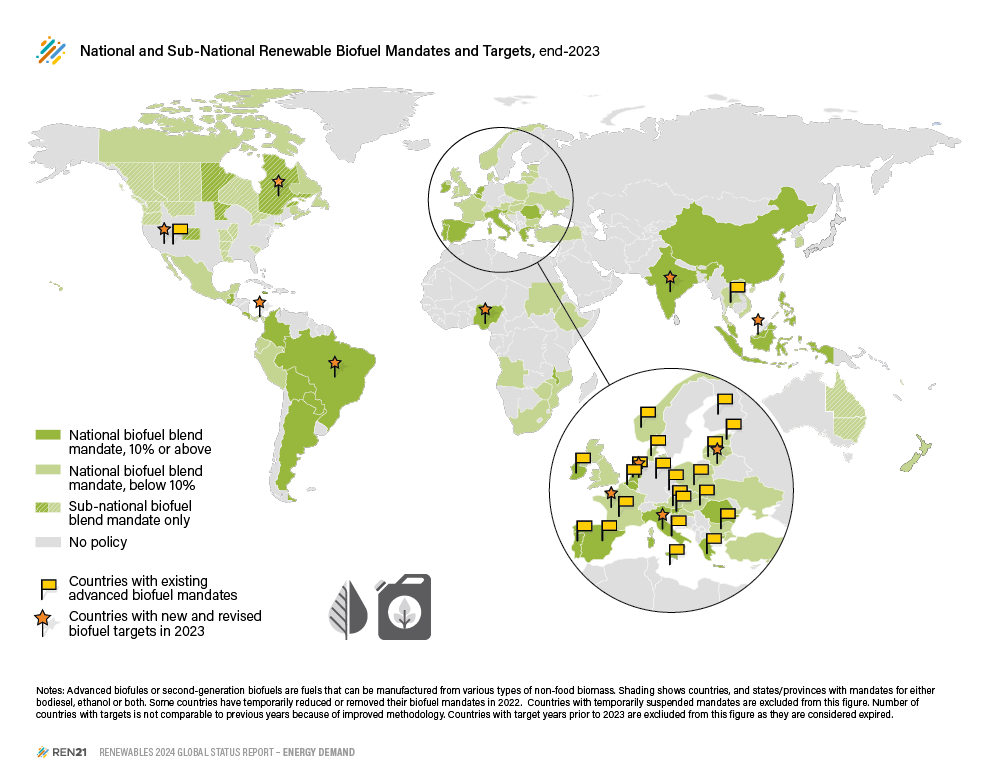 National and Sub-National Renewable Biofuel Mandates and Targets, end-2023
National biofuel blend
mandate, 10% or above
National biofuel blend
mandate, below 10%
Sub-national biofuel
blend mandate only
No policy
Countries with existing
advanced biofuel mandates
Countries with new and revised
biofuel targets in 2023
Notes: Advanced biofules or second-generation biofuels are fuels that can be manufactured from various types of non-food biomass. Shading shows countries, and states/provinces with mandates for either
bodiesel, ethanol or both. Some countries have temporarily reduced or removed their biofuel mandates in 2022. Countries with temporarily suspended mandates are excluded from this figure. Number of
countries with targets is not comparable to previous years because of improved methodology. Countries with target years prior to 2023 are excliuded from this figure as they are considered expired.
REN21 RENEWABLES 2024 GLOBAL STATUS REPORT – ENERGY DEMAND